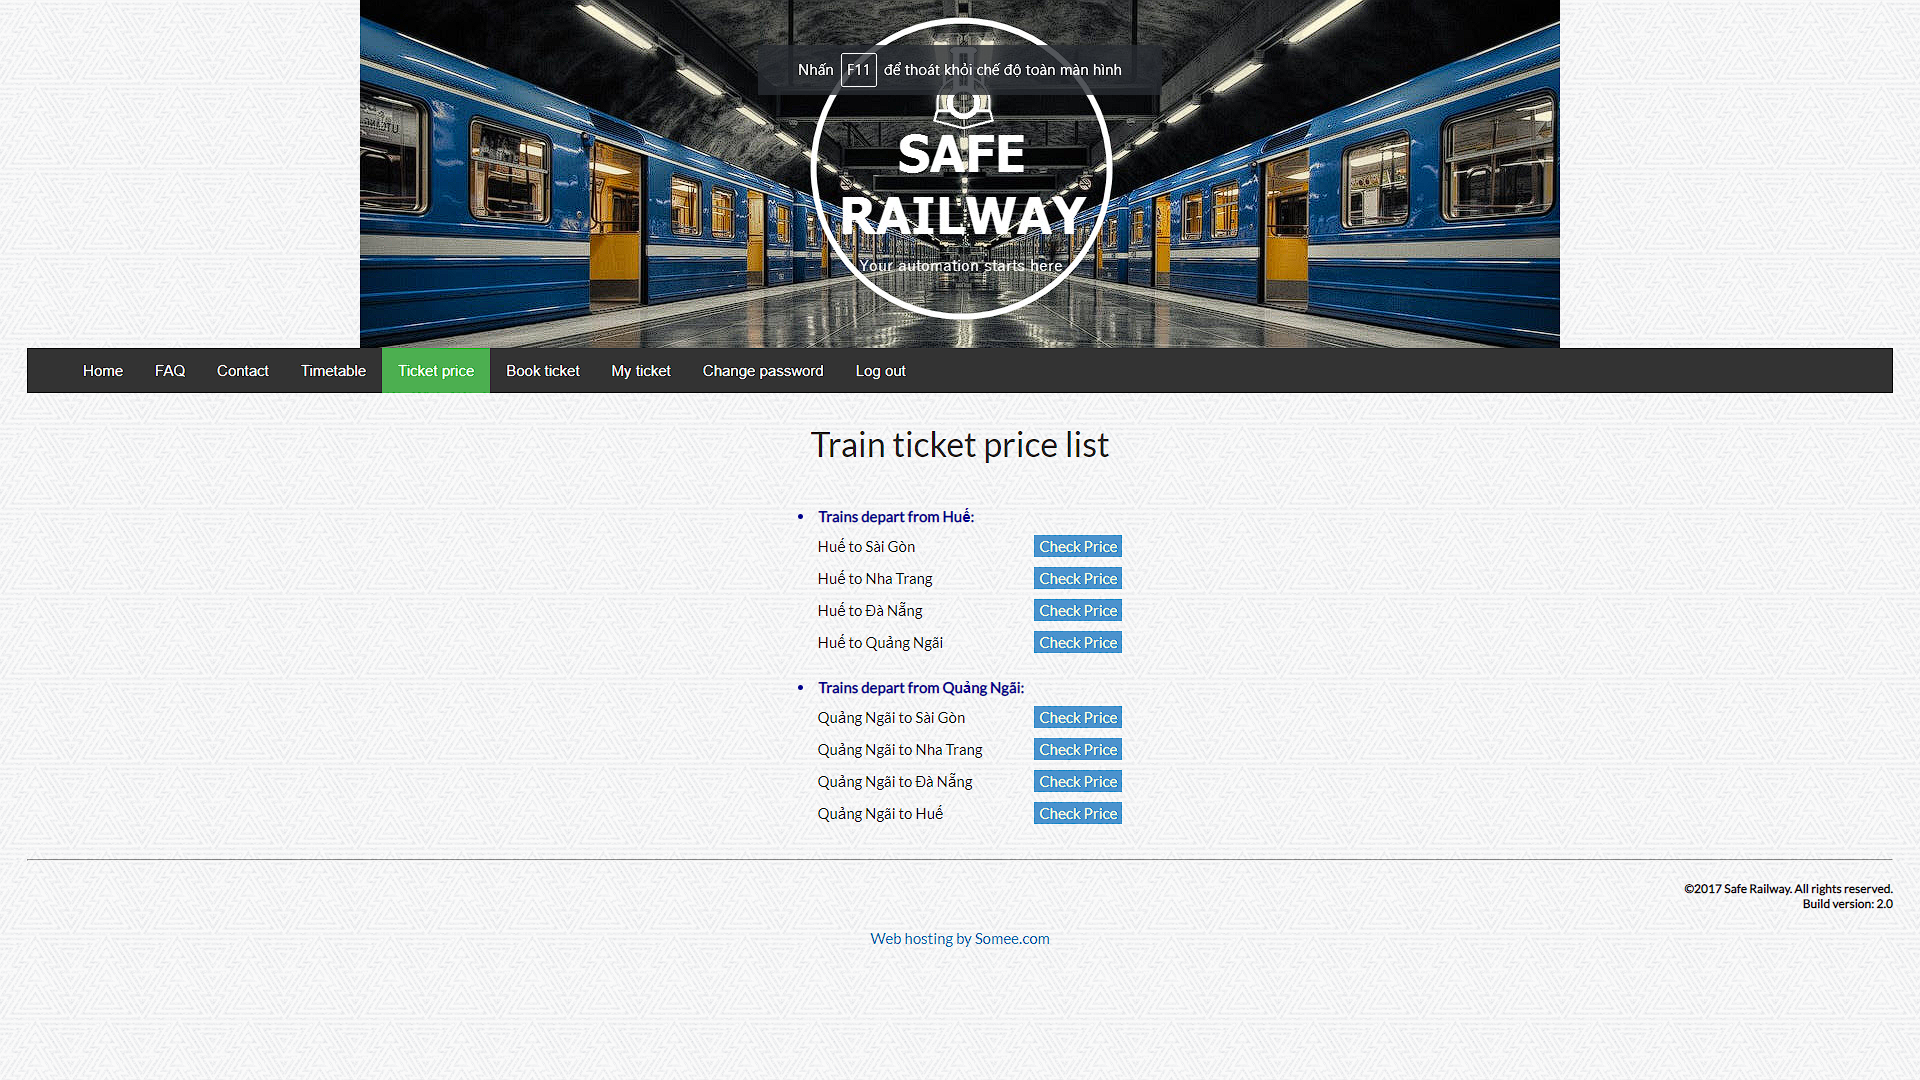 Nhấn F11 để thoát khỏi chế độ toàn màn hình
SAFE
RAILWAY
Your automation starts here
Home FAQ Contact Timetable Ticket price Book ticket My ticket Change password Log out
Train ticket price list
• Trains depart from Huế:
Huế to Sài Gòn Check Price
Huế to Nha Trang Check Price
Huế to Đà Nẵng Check Price
Huế to Quảng Ngãi Check Price
• Trains depart from Quảng Ngãi:
Quảng Ngãi to Sài Gòn Check Price
Quảng Ngãi to Nha Trang Check Price
Quảng Ngãi to Đà Nẵng Check Price
Quảng Ngãi to Huế Check Price
©2017 Safe Railway. All rights reserved.
Build version: 2.0
Web hosting by Somee.com